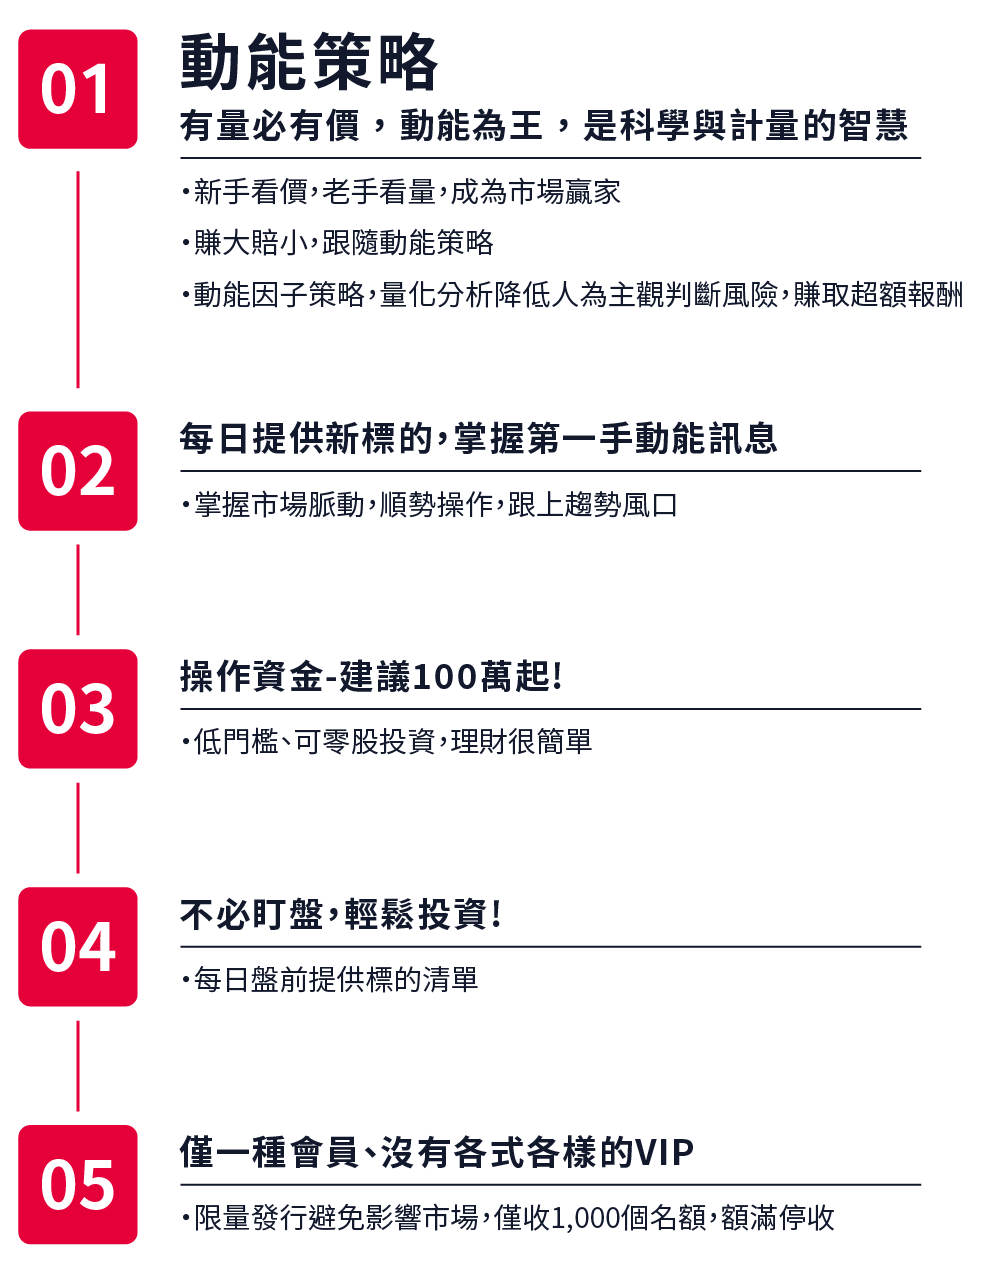 01
動能策略
有量必有價，動能為王，是科學與計量的智慧
・新手看價，老手看量，成為市場贏家
・賺大賠小，跟隨動能策略
・動能因子策略，量化分析降低人為主觀判斷風險，賺取超額報酬
02
每日提供新標的，掌握第一手動能訊息
・掌握市場脈動，順勢操作，跟上趨勢風口
03
操作資金-建議100萬起！
・低門檻、可零股投資，理財很簡單
04
不必盯盤，輕鬆投資！
・每日盤前提供標的清單
05
僅一種會員、沒有各式各樣的VIP
・限量發行避免影響市場，僅收1,000個名額，額滿停收